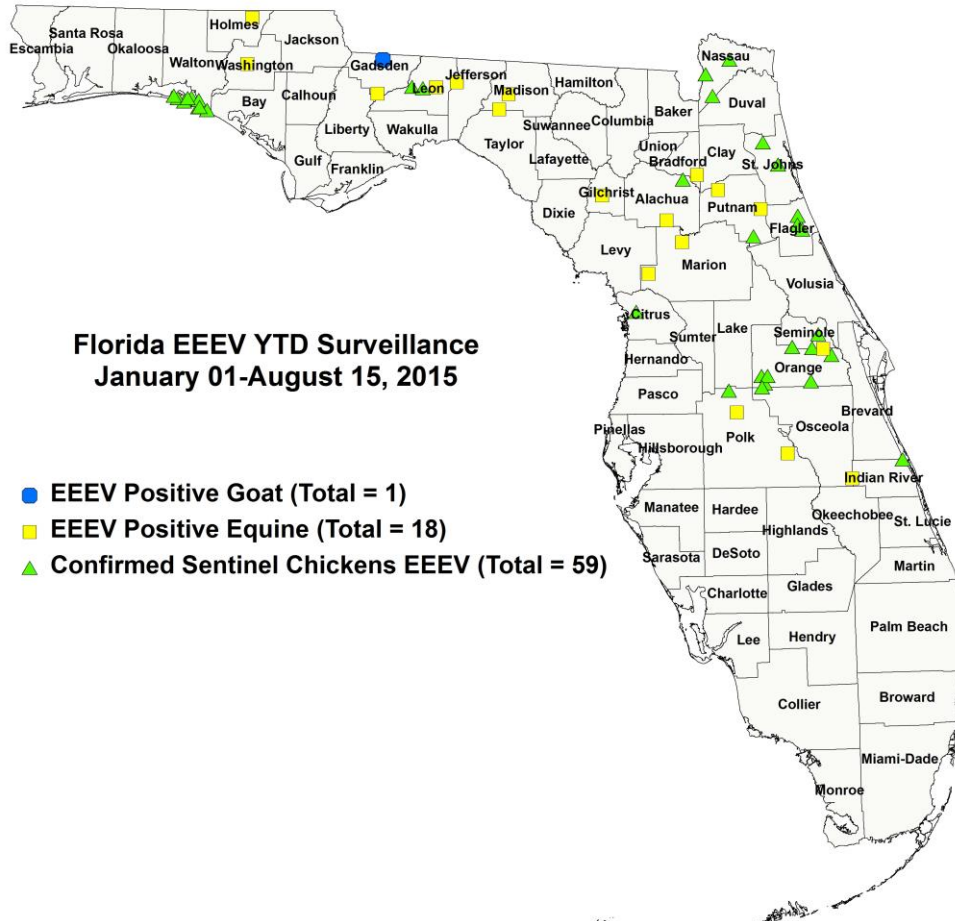 Holmes
Santa Rosa
Jackson
Escambia
Okaloosa
Walton
Washington
Gadsden
Nassau
Jefferson
Hamilton
Leon
Madison
Bay
Calhoun
Baker
Duval
Liberty
Wakulla
Suwannee
Columbia
Taylor
Union
Clay
Gulf
Franklin
Lafayette
Bradford
St. Johns
Gilchrist
Alachua
Putnam
Dixie
Flagler
Levy
Marion
Volusia
Citrus
Lake
Sumter
Seminole
Hernando
Orange
Pasco
Brevard
Osceola
Pinellas
Hillsborough
Polk
Indian River
Manatee
Hardee
Okeechobee
Highlands
St. Lucie
Sarasota
DeSoto
Martin
Charlotte
Glades
Palm Beach
Lee
Hendry
Collier
Broward
Miami-Dade
Monroe
Florida EEEV YTD Surveillance
January 01-August 15, 2015
EEEV Positive Goat (Total = 1)
EEEV Positive Equine (Total = 18)
Confirmed Sentinel Chickens EEEV (Total = 59)